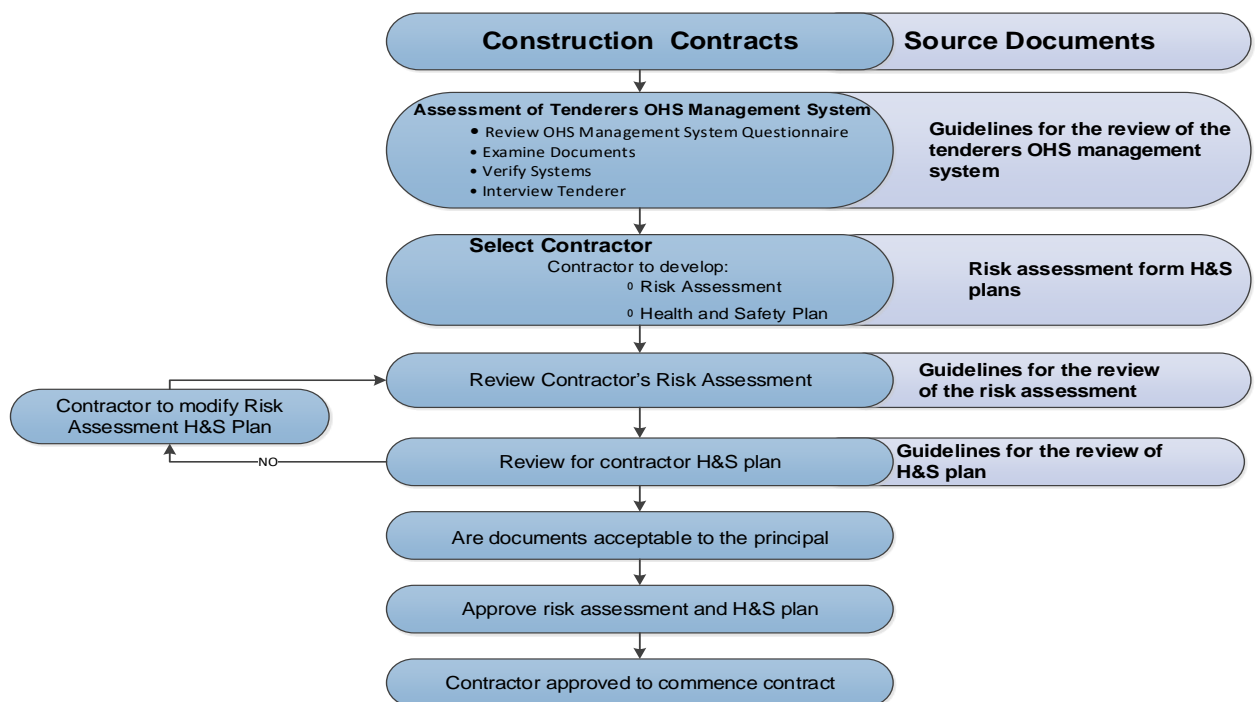 Construction Contracts
Source Documents
Assessment of Tenderers OHS Management System
• Review OHS Management System Questionnaire
• Examine Documents
• Verify Systems
• Interview Tenderer
Guidelines for the review of the
tenderers OHS management
system
Select Contractor
Contractor to develop:
o Risk Assessment
o Health and Safety Plan
Risk assessment form H&S
plans
Review Contractor's Risk Assessment
Guidelines for the review
of the risk assessment
Contractor to modify Risk
Assessment H&S Plan
NO
Review for contractor H&S plan
Guidelines for the review of
H&S plan
Are documents acceptable to the principal
Approve risk assessment and H&S plan
Contractor approved to commence contract